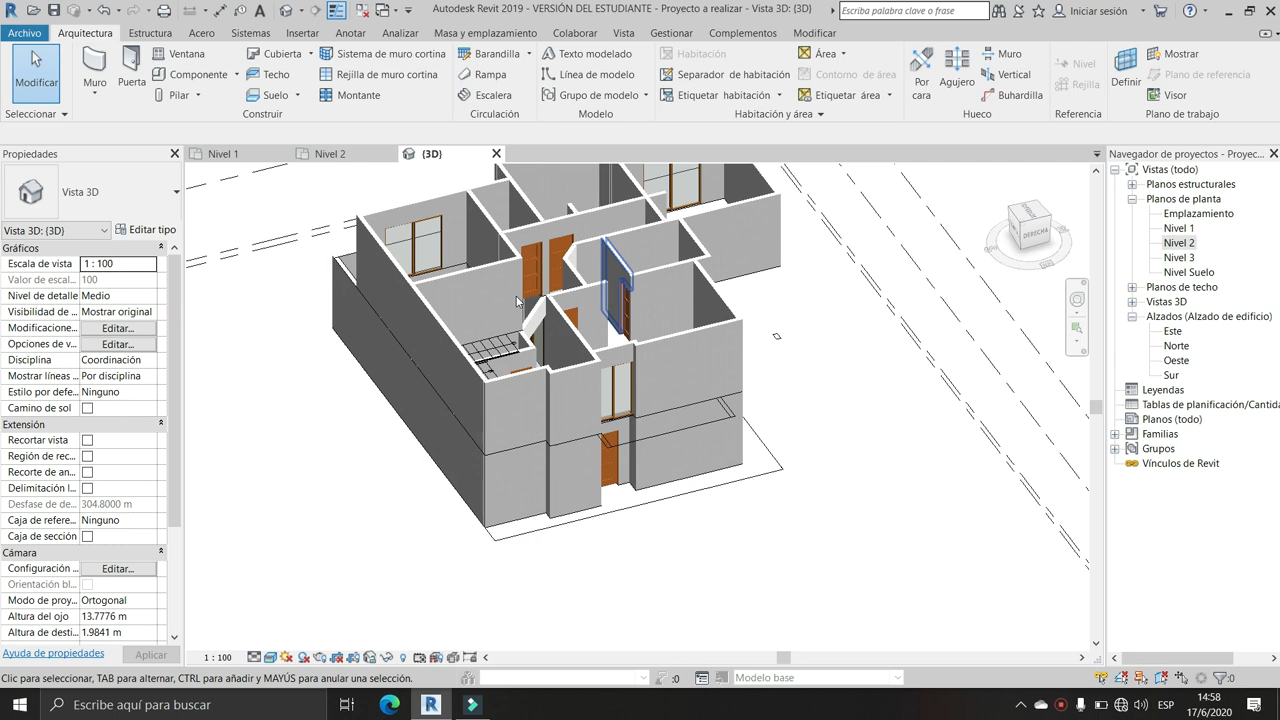 Autodesk Revit 2019 - VERSIÓN DEL ESTUDIANTE - Proyecto a realizar - Vista 3D: {3D}
Escriba palabra clave o frase
Iniciar sesión
Archivo Arquitectura Estructura Acero Sistemas Insertar Anotar Analizar Masa y emplazamiento Colaborar Vista Gestionar Complementos Modificar
Modificar
Muro
Puerta
Ventana
Componente
Pilar
Cubierta
Techo
Suelo
Sistema de muro cortina
Rejilla de muro cortina
Montante
Barandilla
Rampa
Escalera
Texto modelado
Línea de modelo
Grupo de modelo
Habitación
Separador de habitación
Etiquetar habitación
Área
Contorno de área
Etiquetar área
Por cara
Agujero
Muro
Vertical
Buhardilla
Nivel
Rejilla
Definir
Mostrar
Plano de referencia
Visor
Seleccionar Construir Circulación Modelo Habitación y área Hueco Referencia Plano de trabajo
Propiedades
Nivel 1
Nivel 2
{3D}
Vista 3D
Vista 3D: {3D}
Editar tipo
Gráficos
Escala de vista 1 : 100
Valor de escal... 100
Nivel de detalle Medio
Visibilidad de ... Mostrar original
Modificacione... Editar...
Opciones de v... Editar...
Disciplina Coordinación
Mostrar líneas ... Por disciplina
Estilo por defe... Ninguno
Camino de sol
Extensión
Recortar vista
Región de rec...
Recorte de an...
Delimitación l...
Desfase de de... 304.8000 m
Caja de refere... Ninguno
Caja de sección
Cámara
Configuración ... Editar...
Orientación bl...
Modo de proy... Ortogonal
Altura del ojo 13.7776 m
Altura de desti... 1.9841 m
Ayuda de propiedades Aplicar
DERECHA
1 : 100
Navegador de proyectos - Proyec...
Vistas (todo)
Planos estructurales
Planos de planta
Emplazamiento
Nivel 1
Nivel 2
Nivel 3
Nivel Suelo
Planos de techo
Vistas 3D
Alzados (Alzado de edificio)
Este
Norte
Oeste
Sur
Leyendas
Tablas de planificación/Cantida
Planos (todo)
Familias
Grupos
Vínculos de Revit
Clic para seleccionar, TAB para alternar, CTRL para añadir y MAYÚS para anular una selección.
:0
Modelo base
:0
Escribe aquí para buscar
ESP
14:58
17/6/2020